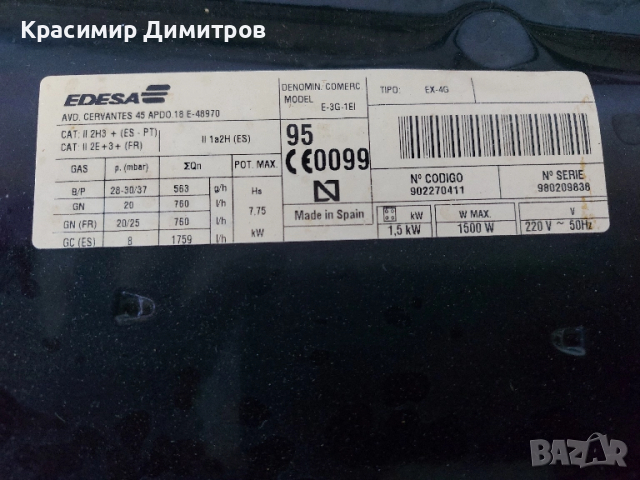 Красимир Димитров
EDESA
AVD. CERVANTES 45 APDO.18 E-48970
CAT. II 2H3 + (ES - PT)
CAT. II 2E+3+ (FR)
II 1a2H (ES)
GAS p. (mbar) ΣQn POT. MAX.
B/P 28-30/37 563 g/h Hs
GN 20 760 l/h 7,75
GN (FR) 20/25 760 l/h kW
GC (ES) 8 1759 l/h
DENOMIN. COMERC.
MODEL E-3G-1EI
95
CE0099
Made in Spain
TIPO: EX-4G
Nº CODIGO
902270411
Nº SERIE
980209838
kW W MAX. V
1,5 kW 1500 W 220 V ~ 50Hz
BAZAR